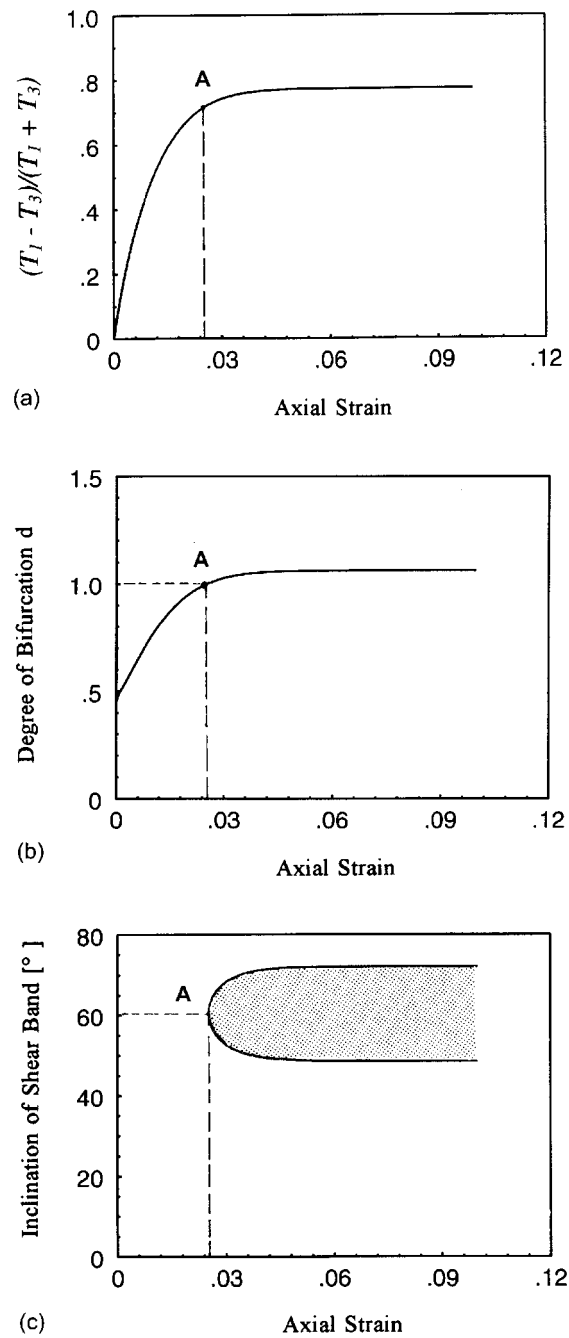 1.0
.8
.6
.4
.2
0
(T1 - T3)/(T1 + T3)
A
0 .03 .06 .09 .12
(a)
Axial Strain
1.5
1.0
.5
0
Degree of Bifurcation d
A
0 .03 .06 .09 .12
(b)
Axial Strain
80
60
40
20
0
Inclination of Shear Band [°]
A
0 .03 .06 .09 .12
(c)
Axial Strain